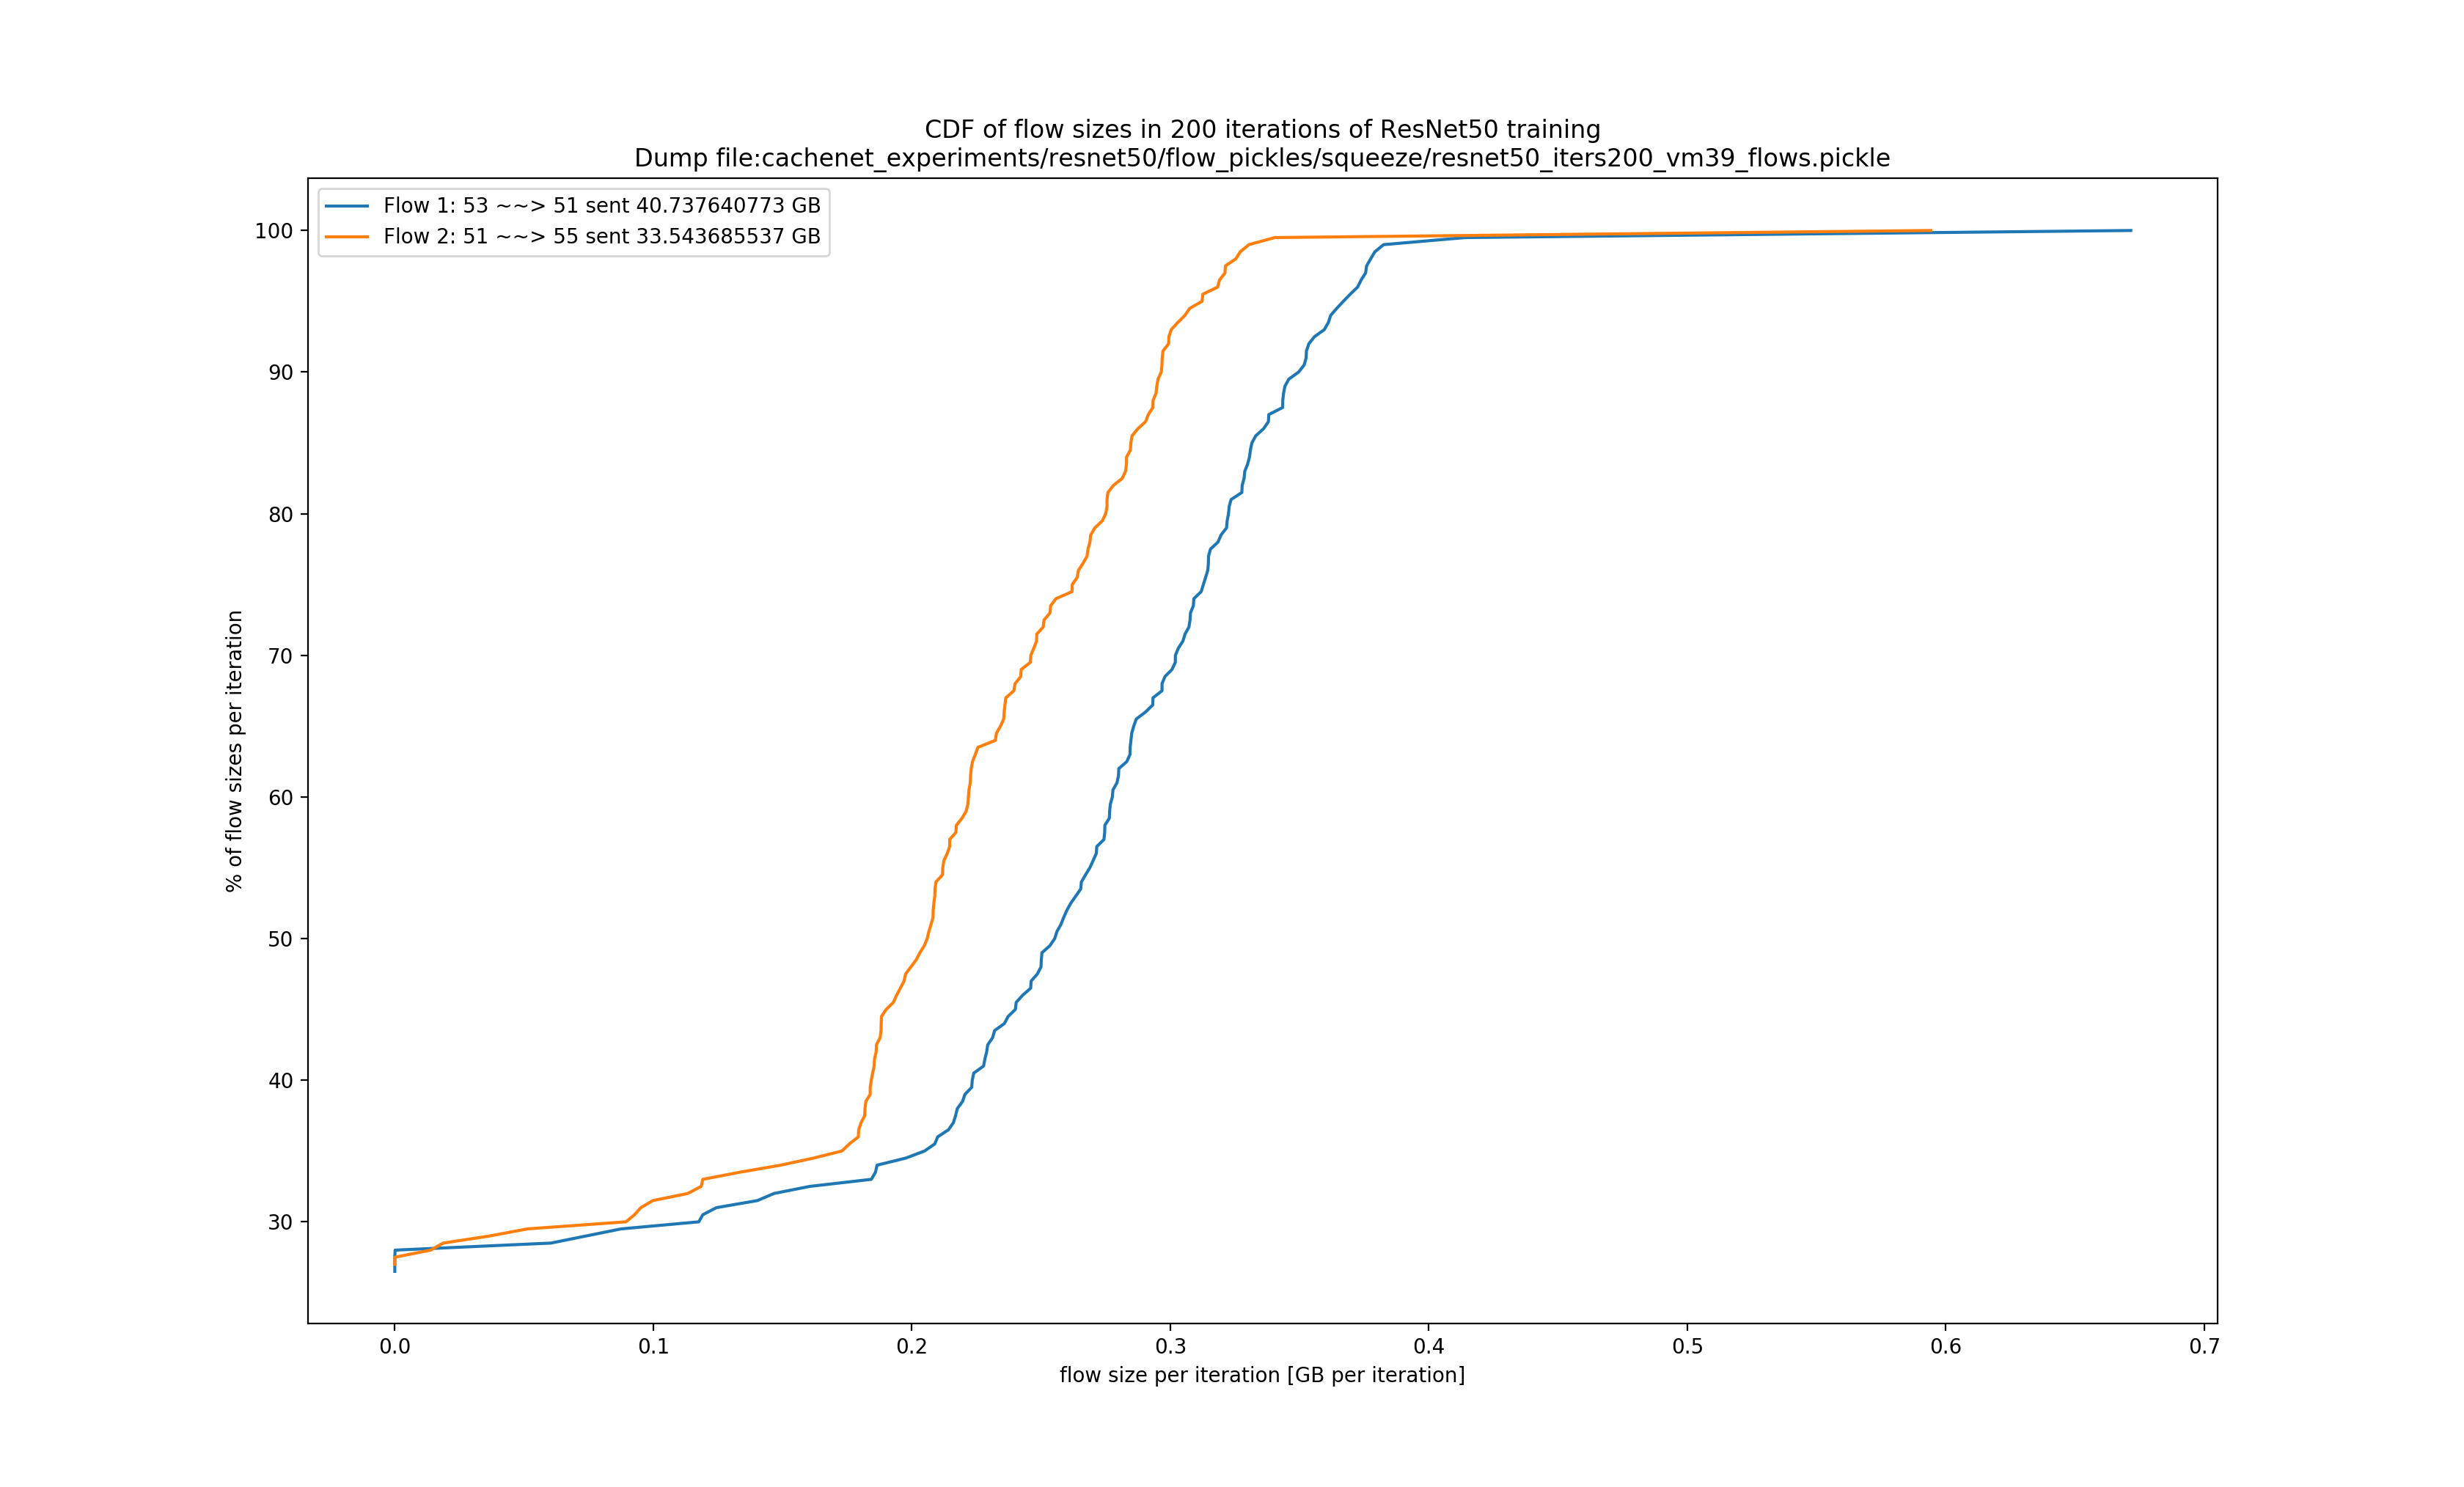 CDF of flow sizes in 200 iterations of ResNet50 training
Dump file:cachenet_experiments/resnet50/flow_pickles/squeeze/resnet50_iters200_vm39_flows.pickle
Flow 1: 53 ~~> 51 sent 40.737640773 GB
Flow 2: 51 ~~> 55 sent 33.543685537 GB
100
90
80
70
60
50
40
30
% of flow sizes per iteration
0.0 0.1 0.2 0.3 0.4 0.5 0.6 0.7
flow size per iteration [GB per iteration]